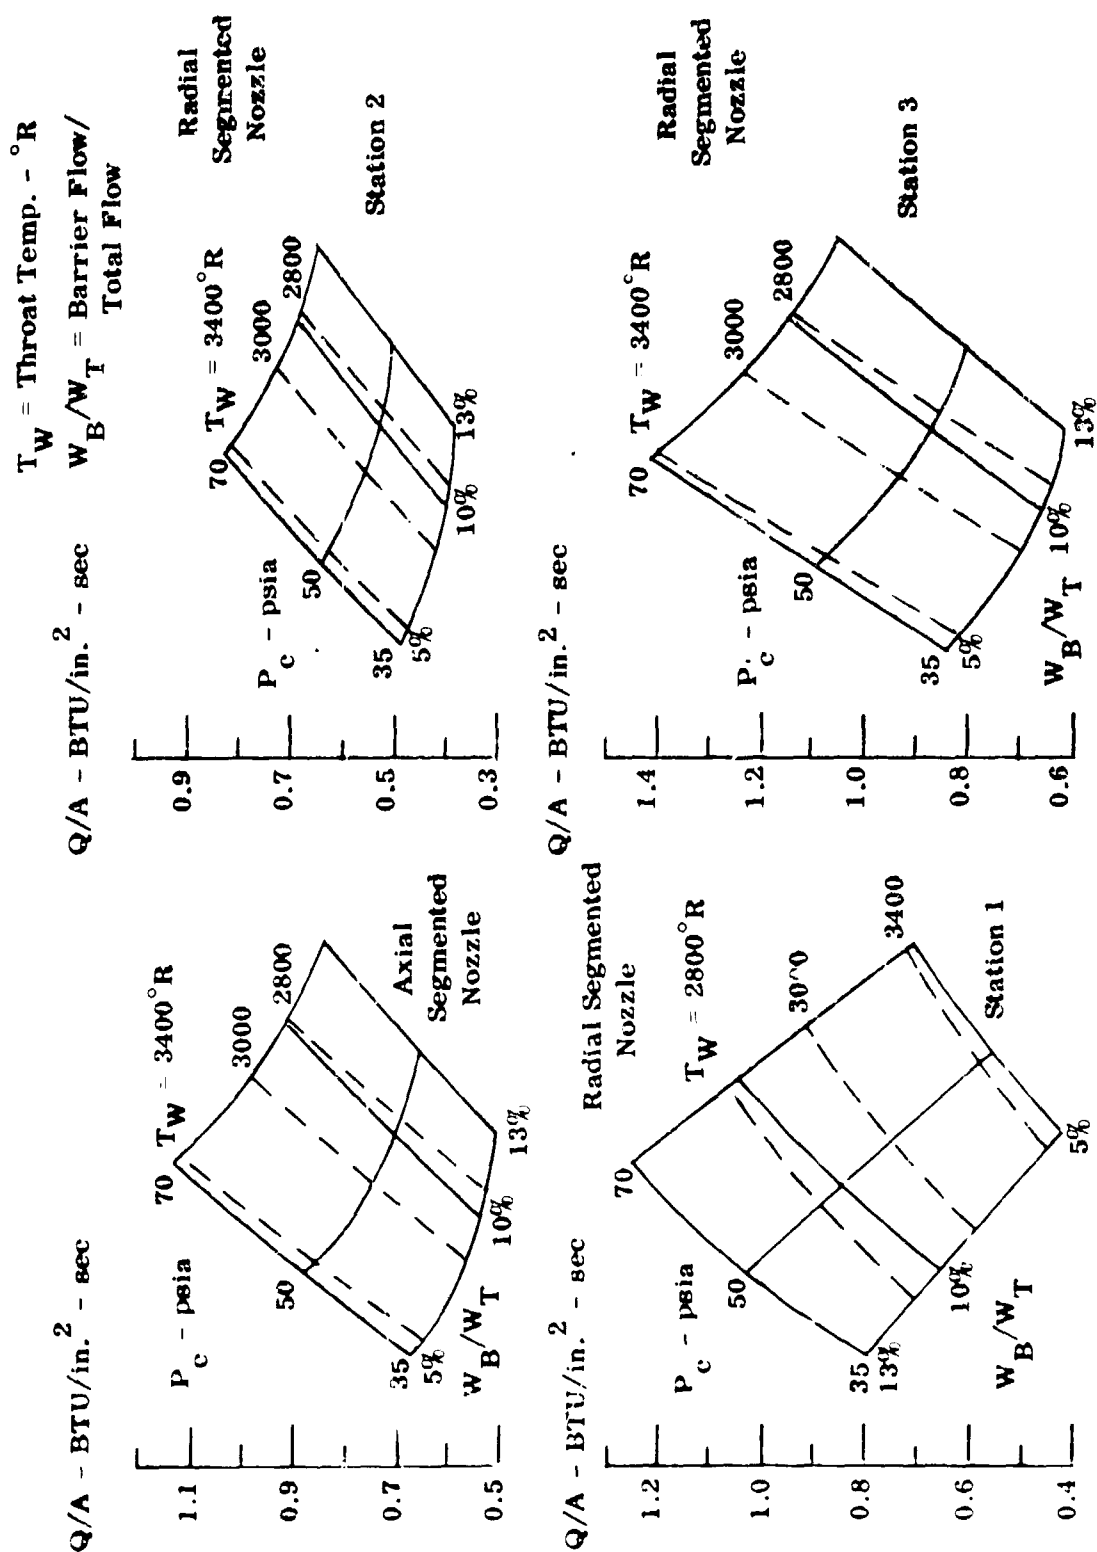 T_W = Throat Temp. - °R
W_B/W_T = Barrier Flow/
Total Flow
Q/A - BTU/in.² - sec
1.1
0.9
0.7
0.5
P_c - psia
70
50
35
T_W = 3400°R
3000
2800
5%
10%
13%
W_B/W_T
Axial
Segmented
Nozzle
Q/A - BTU/in.² - sec
0.9
0.7
0.5
0.3
P_c - psia
70
50
35
T_W = 3400°R
3000
2800
5%
10%
13%
Radial
Segmented
Nozzle
Station 2
Q/A - BTU/in.² - sec
1.2
1.0
0.8
0.6
0.4
P_c - psia
70
50
35
13%
10%
5%
W_B/W_T
T_W = 2800°R
3400
Radial Segmented
Nozzle
Station 1
Q/A - BTU/in.² - sec
1.4
1.2
1.0
0.8
0.6
P_c - psia
70
50
35
T_W = 3400°R
3000
2800
5%
10%
13%
W_B/W_T
Radial
Segmented
Nozzle
Station 3